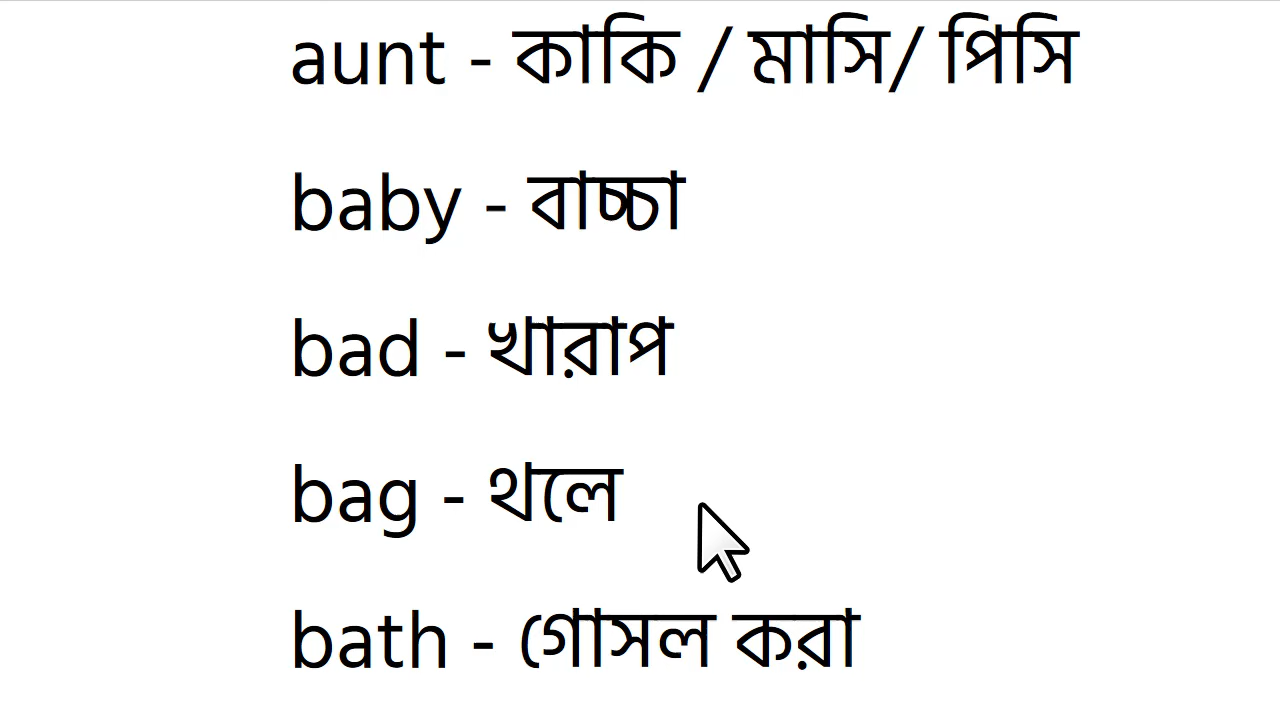 aunt - কাকি / মাসি/ পিসি
baby - বাচ্চা
bad - খারাপ
bag - থলে
bath - গোসল করা